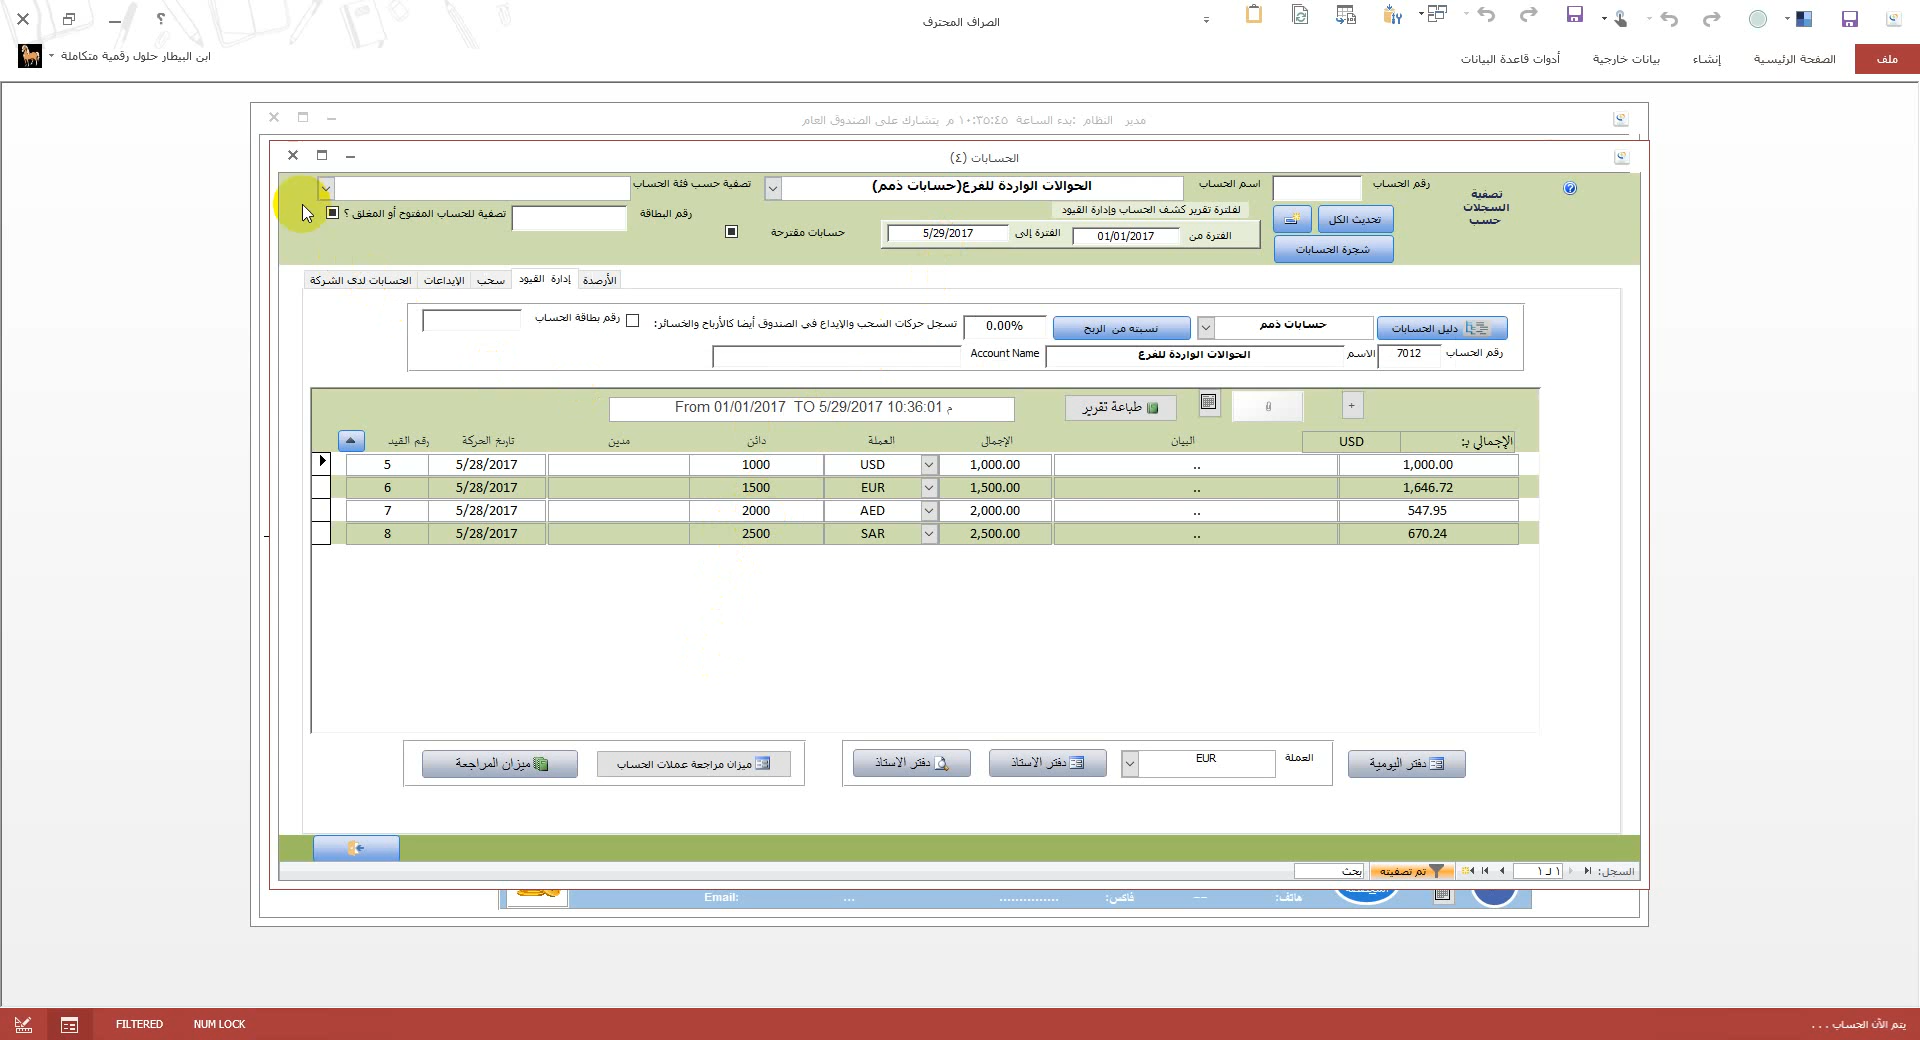 الصراف المحترف
ملف الصفحة الرئيسية إنشاء بيانات خارجية أدوات قاعدة البيانات
ابن البيطار حلول رقمية متكاملة
مدير النظام :بدء الساعة ١٠:٣٥:٤٥ م يتشارك على الصندوق العام
الحسابات (٤)
تصفية السجلات حسب
رقم الحساب
اسم الحساب الحوالات الواردة للفرع(حسابات ذمم)
تصفية حسب فئة الحساب
تحديث الكل
لفلترة تقرير كشف الحساب وإدارة القيود
رقم البطاقة
تصفية للحساب المفتوح أو المغلق ؟
الفترة من 01/01/2017 الفترة إلى 5/29/2017
حسابات مقترحة
شجرة الحسابات
الأرصدة إدارة القيود سحب الإيداعات الحسابات لدى الشركة
دليل الحسابات حسابات ذمم نسبته من الربح 0.00% تسجل حركات السحب والإيداع في الصندوق أيضا كالأرباح والخسائر: رقم بطاقة الحساب
رقم الحساب 7012 الاسم الحوالات الواردة للفرع Account Name
+ طباعة تقرير From 01/01/2017 TO 5/29/2017 10:36:01 م
الإجمالي بـ: USD البيان الإجمالى العملة دائن مدين تاريخ الحركة رقم القيد
1,000.00 .. 1,000.00 USD 1000 5/28/2017 5
1,646.72 .. 1,500.00 EUR 1500 5/28/2017 6
547.95 .. 2,000.00 AED 2000 5/28/2017 7
670.24 .. 2,500.00 SAR 2500 5/28/2017 8
دفتر اليومية العملة EUR دفتر الاستاذ دفتر الاستاذ ميزان مراجعة عملات الحساب ميزان المراجعة
السجل: ١ لـ ١ تم تصفيته بحث
هاتف: -- فاكس: .............. ... Email:
FILTERED NUM LOCK
يتم الآن الحساب . . .